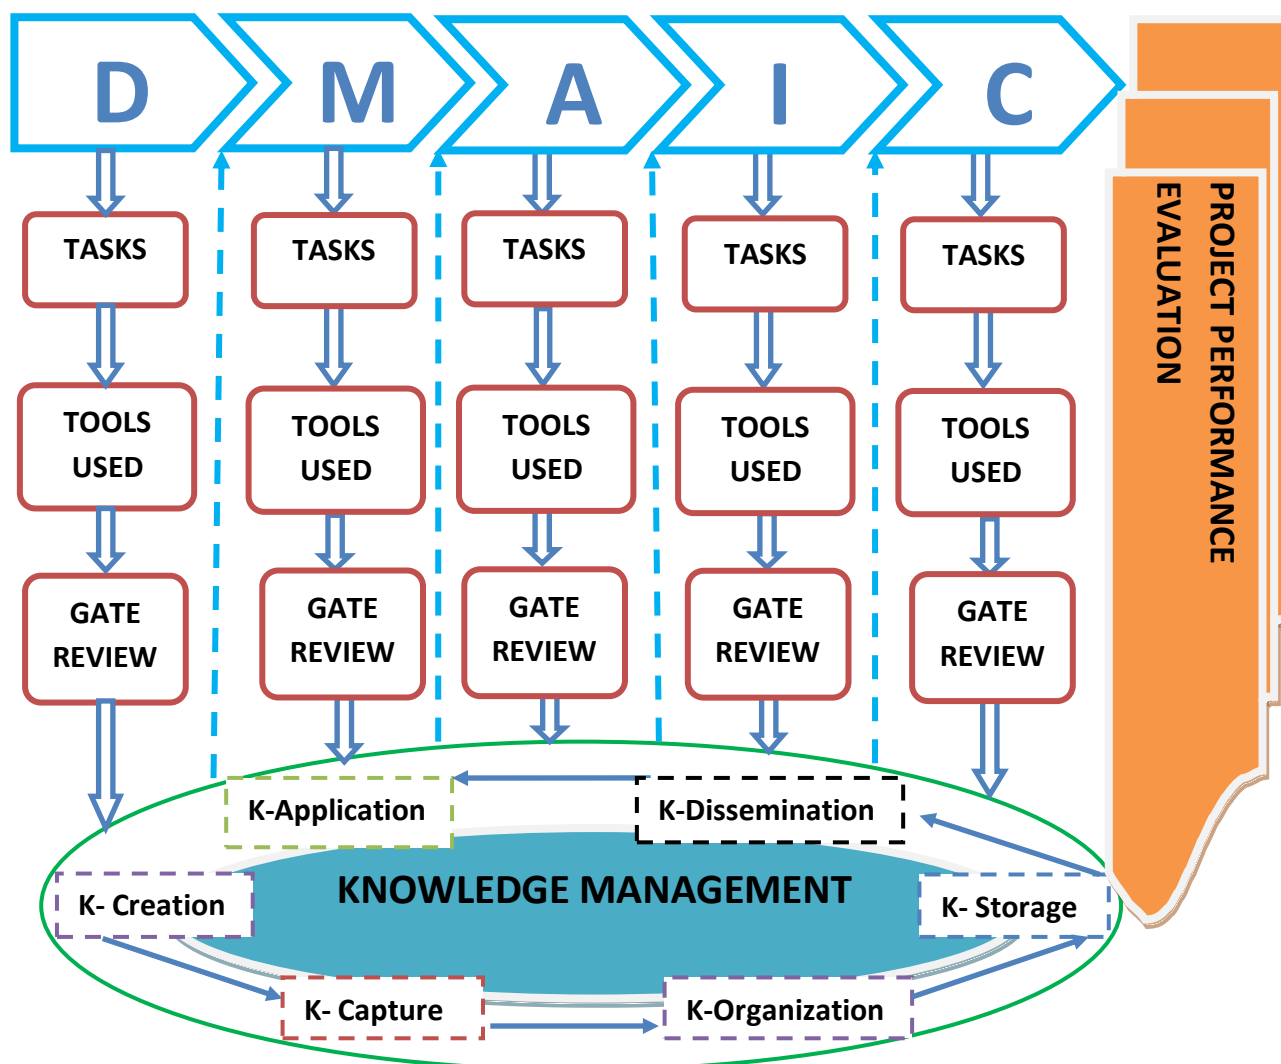 D
M
A
I
C
TASKS
TASKS
TASKS
TASKS
TASKS
TOOLS
USED
TOOLS
USED
TOOLS
USED
TOOLS
USED
TOOLS
USED
GATE
REVIEW
GATE
REVIEW
GATE
REVIEW
GATE
REVIEW
GATE
REVIEW
PROJECT PERFORMANCE
EVALUATION
K-Application
K-Dissemination
KNOWLEDGE MANAGEMENT
K- Creation
K- Storage
K- Capture
K-Organization